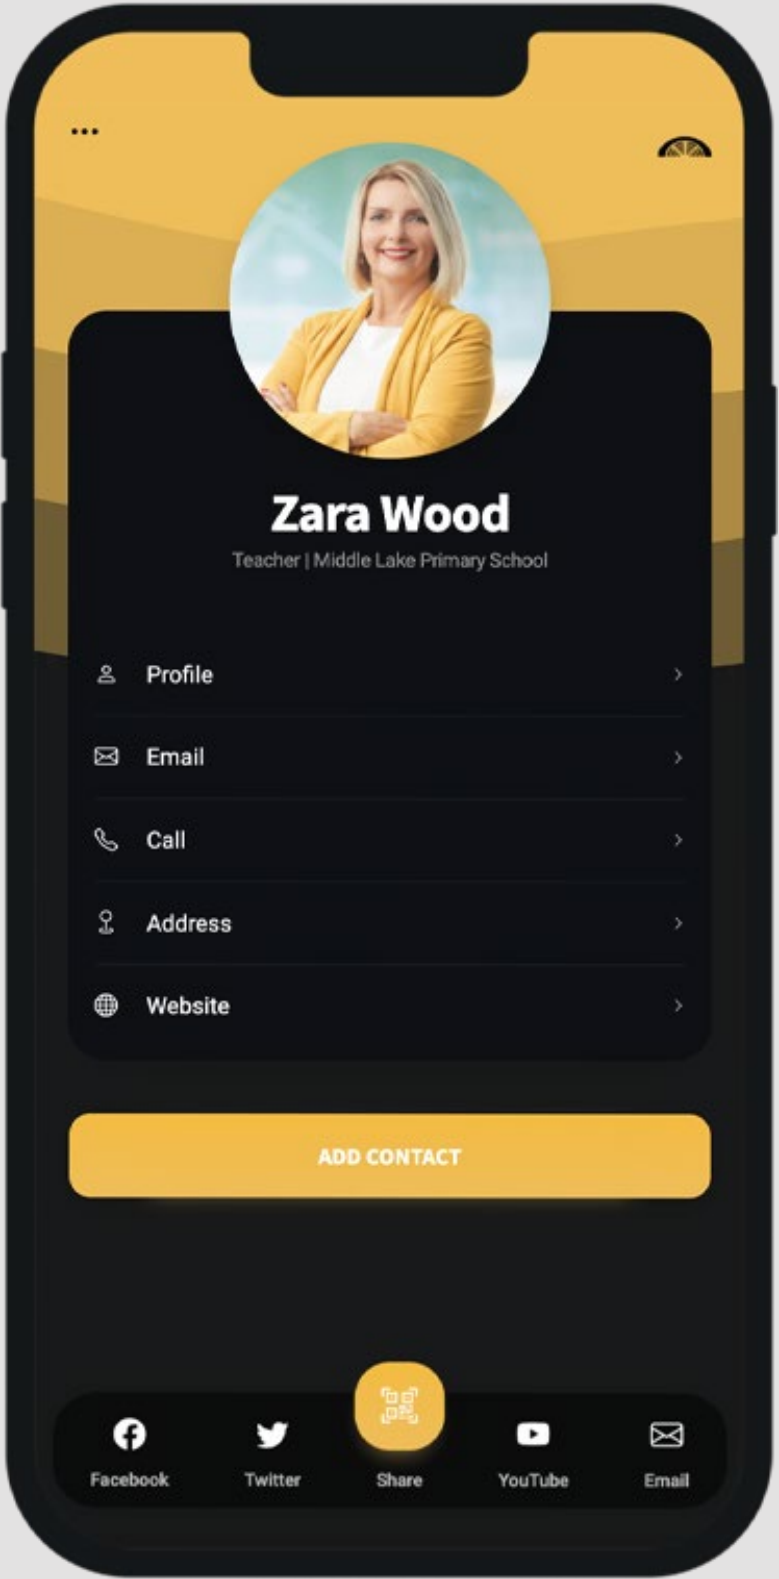 Zara Wood
Teacher | Middle Lake Primary School
Profile
Email
Call
Address
Website
ADD CONTACT
Facebook
Twitter
Share
YouTube
Email